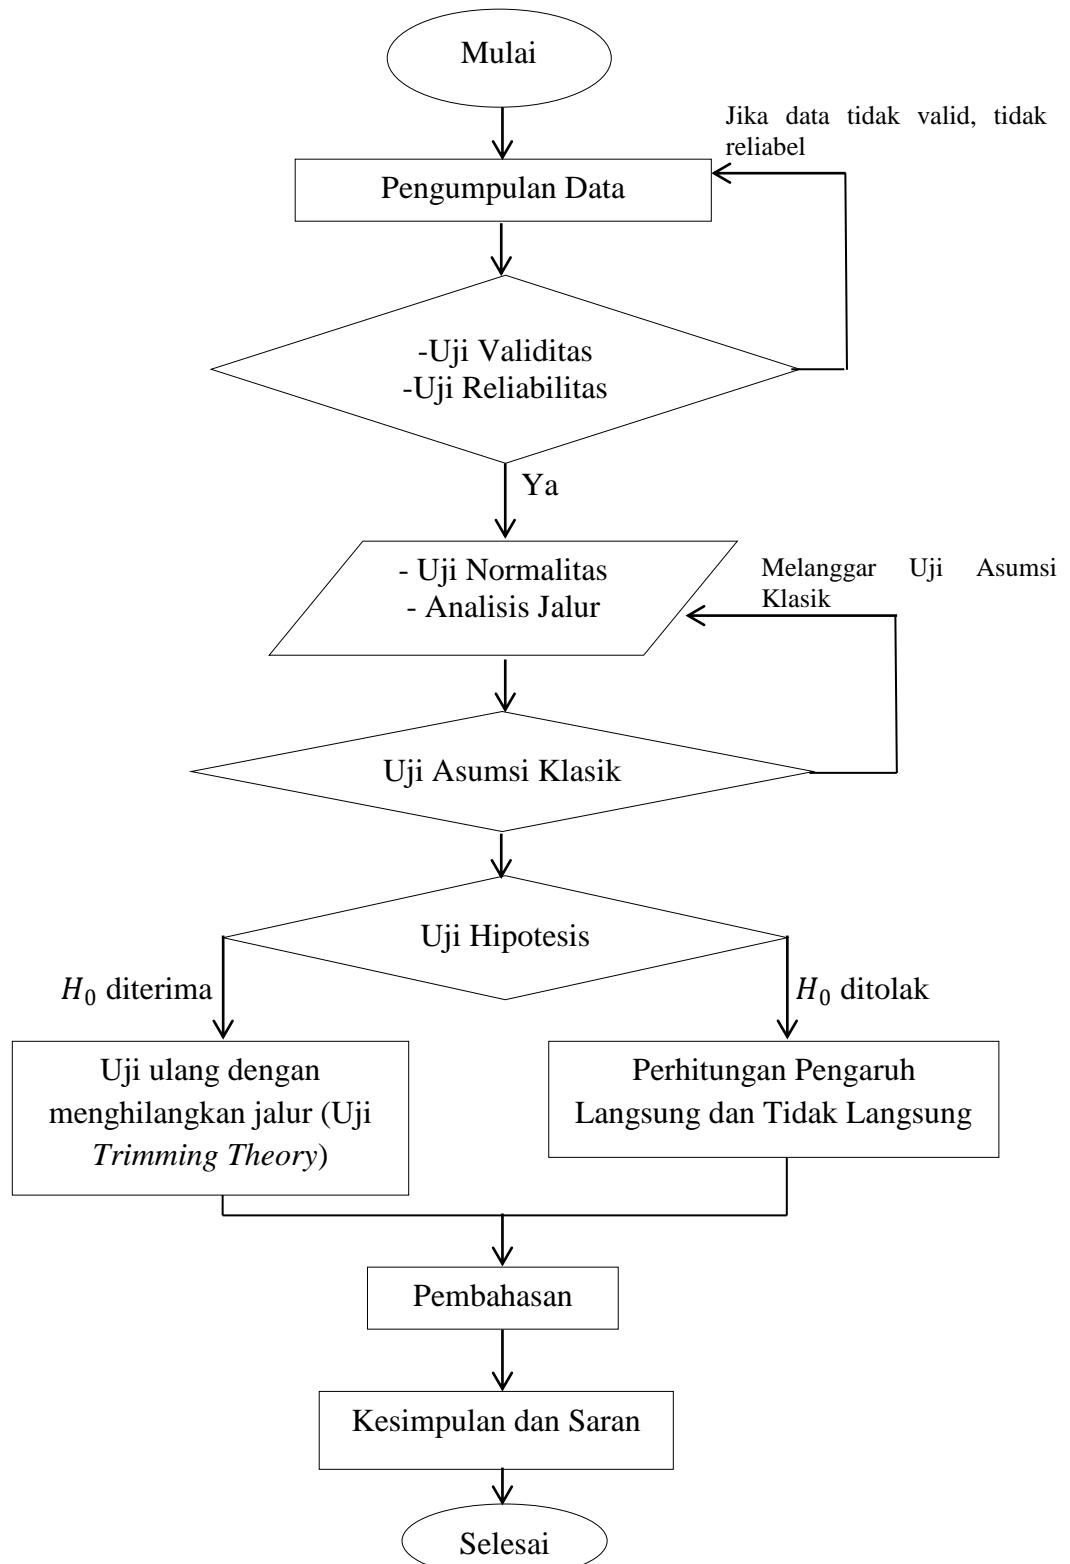 Mulai
Jika data tidak valid, tidak
reliabel
Pengumpulan Data
-Uji Validitas
-Uji Reliabilitas
Ya
- Uji Normalitas
- Analisis Jalur
Melanggar Uji Asumsi
Klasik
Uji Asumsi Klasik
Uji Hipotesis
H₀ diterima
H₀ ditolak
Uji ulang dengan
menghilangkan jalur (Uji
Trimming Theory)
Perhitungan Pengaruh
Langsung dan Tidak Langsung
Pembahasan
Kesimpulan dan Saran
Selesai